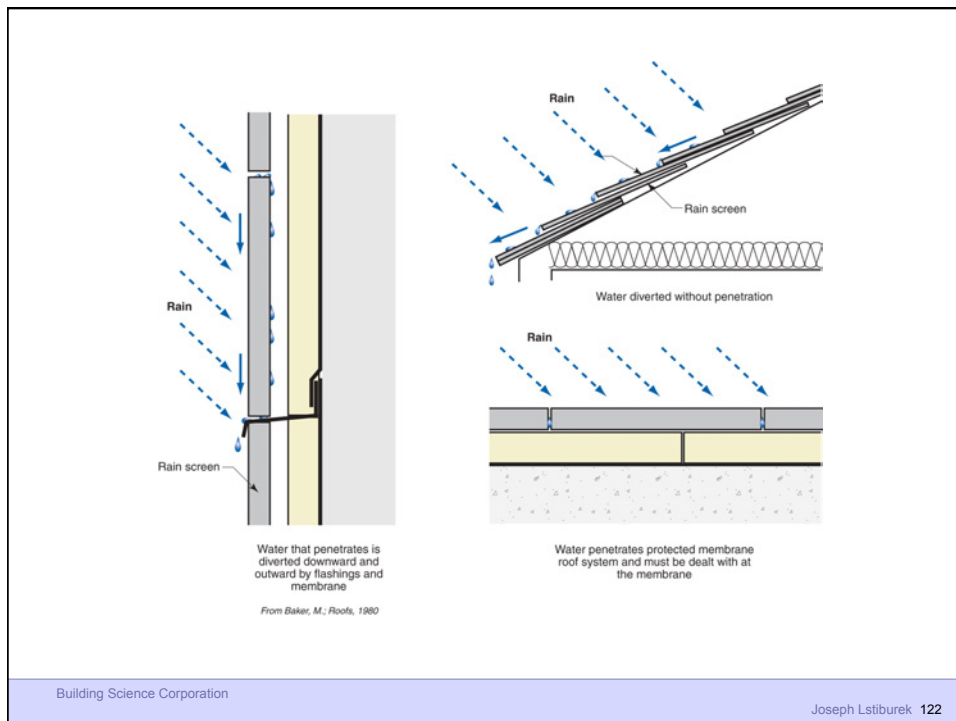 Rain
Rain screen
Water that penetrates is
diverted downward and
outward by flashings and
membrane
From Baker, M.; Roofs, 1980
Rain
Rain screen
Water diverted without penetration
Rain
Water penetrates protected membrane
roof system and must be dealt with at
the membrane
Building Science Corporation
Joseph Lstiburek 122